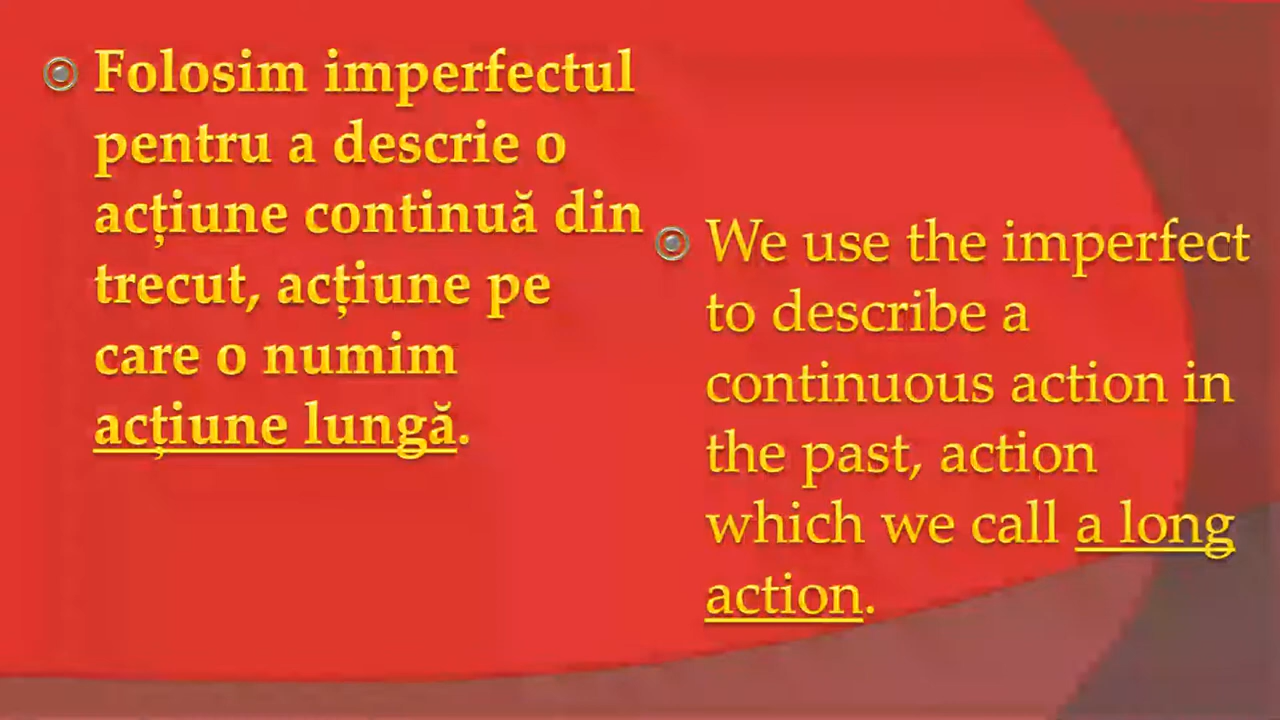 Folosim imperfectul
pentru a descrie o
acțiune continuă din
trecut, acțiune pe
care o numim
acțiune lungă.
We use the imperfect
to describe a
continuous action in
the past, action
which we call a long
action.